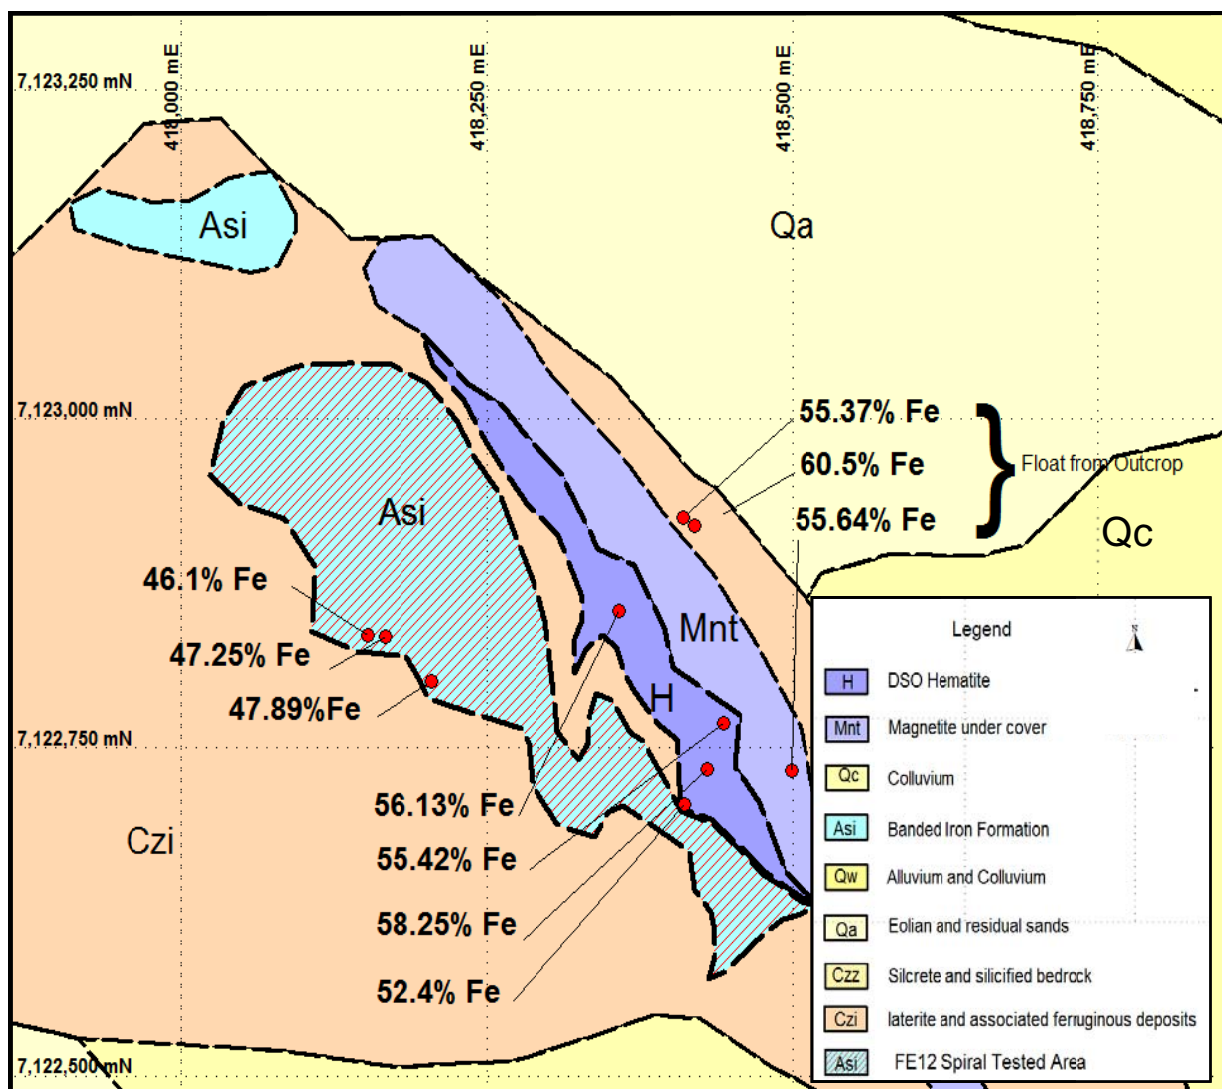 418,000 mE
418,250 mE
418,500 mE
418,750 mE
7,123,250 mN
Asi
Qa
7,123,000 mN
55.37% Fe
60.5% Fe
Float from Outcrop
55.64% Fe
Asi
Qc
46.1% Fe
Mnt
47.25% Fe
H
47.89%Fe
7,122,750 mN
56.13% Fe
Czi
55.42% Fe
58.25% Fe
52.4% Fe
7,122,500 mN
Legend
N
H DSO Hematite
Mnt Magnetite under cover
Qc Colluvium
Asi Banded Iron Formation
Qw Alluvium and Colluvium
Qa Eolian and residual sands
Czz Silcrete and silicified bedrock
Czi laterite and associated ferruginous deposits
Asi FE12 Spiral Tested Area